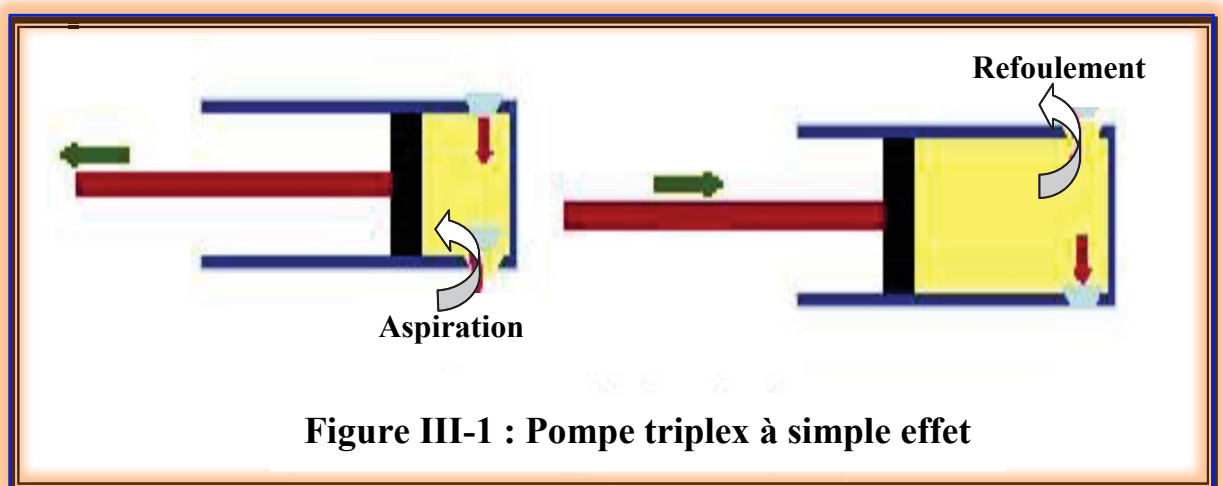 Refoulement
Aspiration
Figure III-1 : Pompe triplex à simple effet